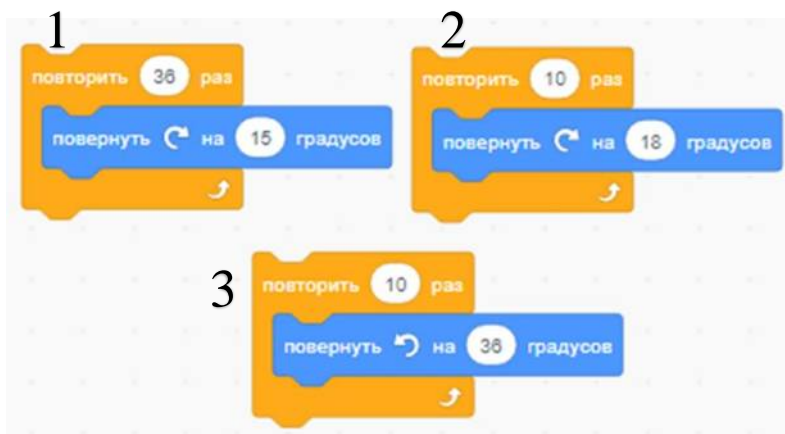 1
повторить 36 раз
повернуть на 15 градусов
2
повторить 10 раз
повернуть на 18 градусов
3
повторить 10 раз
повернуть на 36 градусов